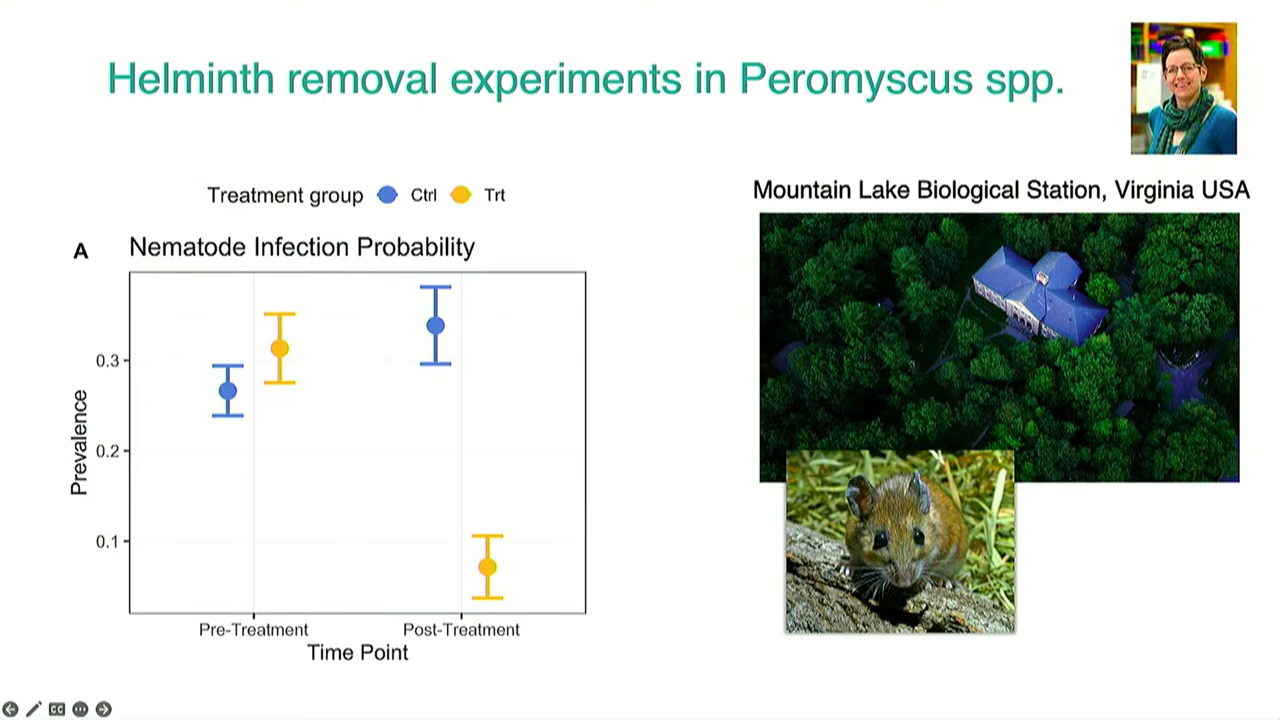 Helminth removal experiments in Peromyscus spp.
Treatment group Ctrl Trt
Mountain Lake Biological Station, Virginia USA
A Nematode Infection Probability
Prevalence
0.3
0.2
0.1
Pre-Treatment Post-Treatment
Time Point
CC